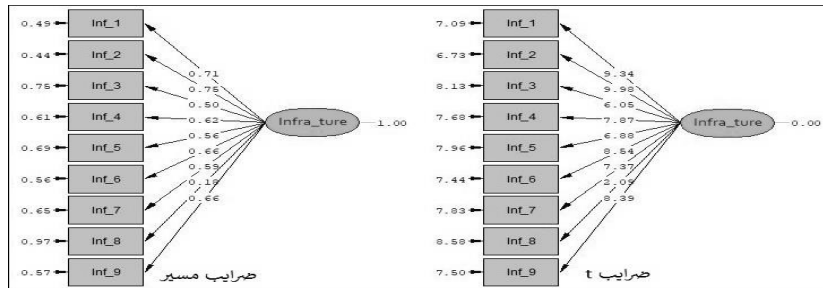 0.49 Inf_1
0.44 Inf_2
0.75 Inf_3
0.61 Inf_4
0.69 Inf_5
0.56 Inf_6
0.65 Inf_7
0.97 Inf_8
0.57 Inf_9
0.71
0.75
0.50
0.62
0.56
0.66
0.59
0.18
0.66
Infra_ture 1.00
ضرایب مسیر
7.09 Inf_1
6.73 Inf_2
8.13 Inf_3
7.68 Inf_4
7.96 Inf_5
7.44 Inf_6
7.83 Inf_7
8.58 Inf_8
7.50 Inf_9
9.34
9.98
6.05
7.87
6.88
8.54
7.37
2.09
8.39
Infra_ture 0.00
ضرایب t